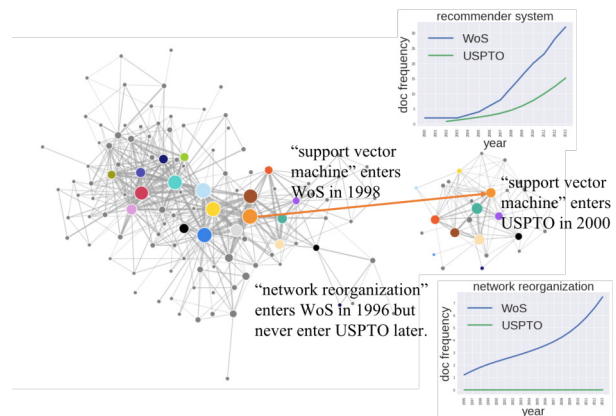 recommender system
WoS
USPTO
doc frequency
year
"support vector
machine" enters
WoS in 1998
"support vector
machine" enters
USPTO in 2000
"network reorganization"
enters WoS in 1996 but
never enter USPTO later.
network reorganization
WoS
USPTO
doc frequency
year